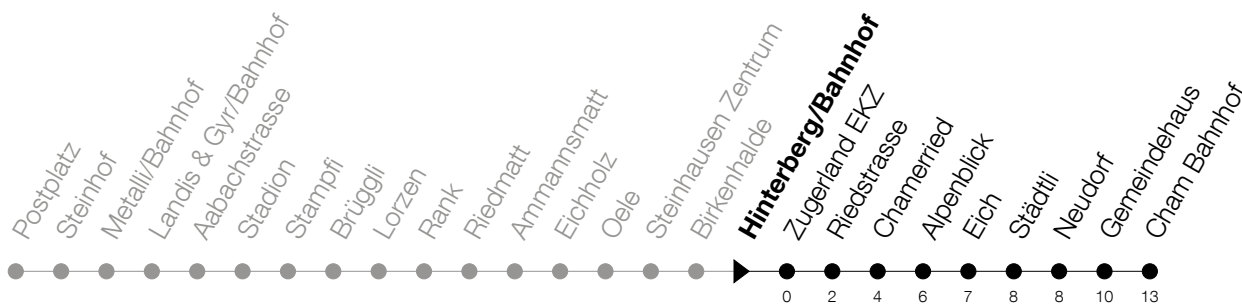 Postplatz
Steinhof
Metalli/Bahnhof
Landis & Gyr/Bahnhof
Aabachstrasse
Stadion
Stampfi
Brüggli
Lorzen
Rank
Riedmatt
Ammannsmatt
Eichholz
Oele
Steinhausen Zentrum
Birkenhalde
Hinterberg/Bahnhof
Zugerland EKZ
Riedstrasse
Chamerried
Alpenblick
Eich
Städtli
Neudorf
Gemeindehaus
Cham Bahnhof
0 2 4 6 7 8 8 10 13